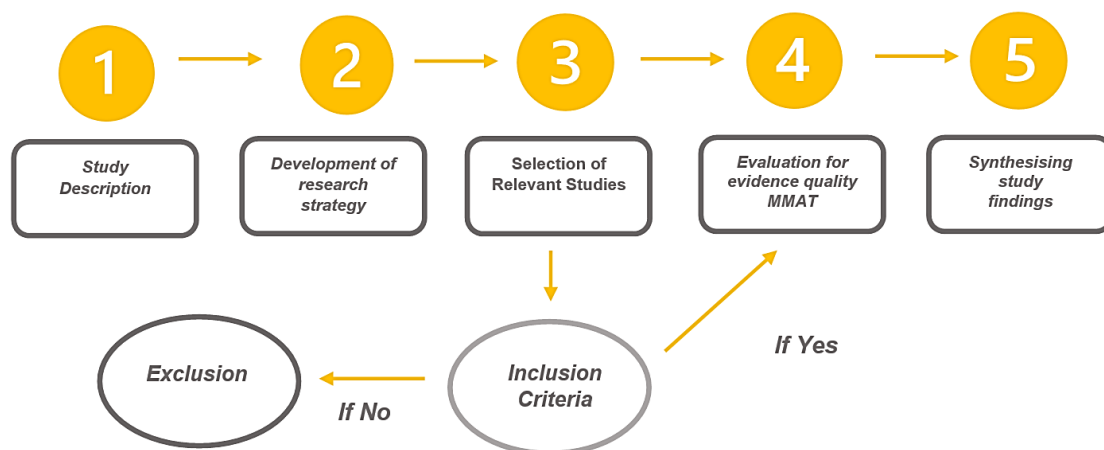 1
2
3
4
5
Study
Description
Development of
research
strategy
Selection of
Relevant Studies
Evaluation for
evidence quality
MMAT
Synthesising
study
findings
If Yes
Exclusion
Inclusion
Criteria
If No